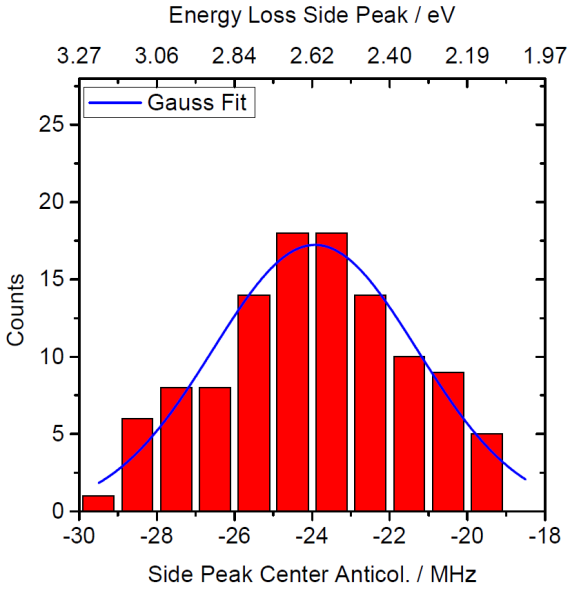 Energy Loss Side Peak / eV
3.27 3.06 2.84 2.62 2.40 2.19 1.97
Gauss Fit
25
20
15
10
5
0
Counts
-30 -28 -26 -24 -22 -20 -18
Side Peak Center Anticol. / MHz